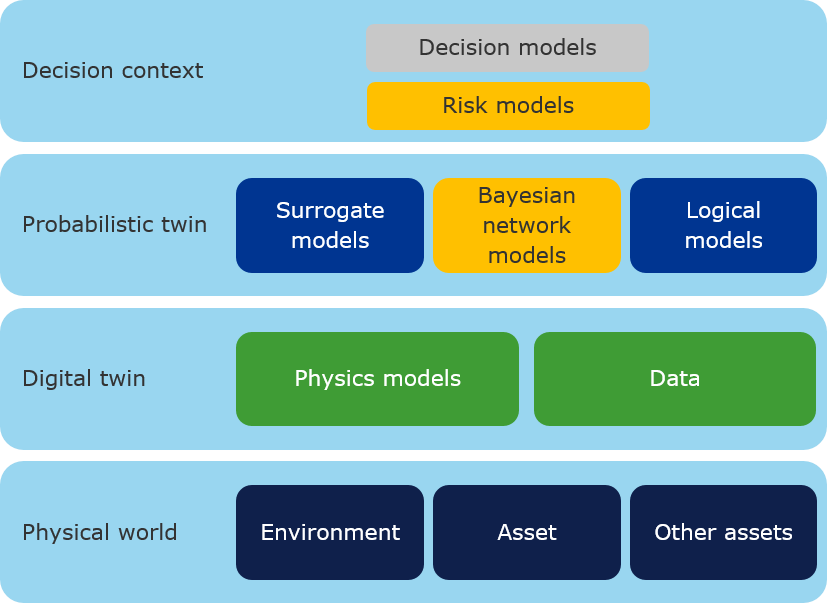 Decision context
Decision models
Risk models
Probabilistic twin
Surrogate
models
Bayesian
network
models
Logical
models
Digital twin
Physics models
Data
Physical world
Environment
Asset
Other assets